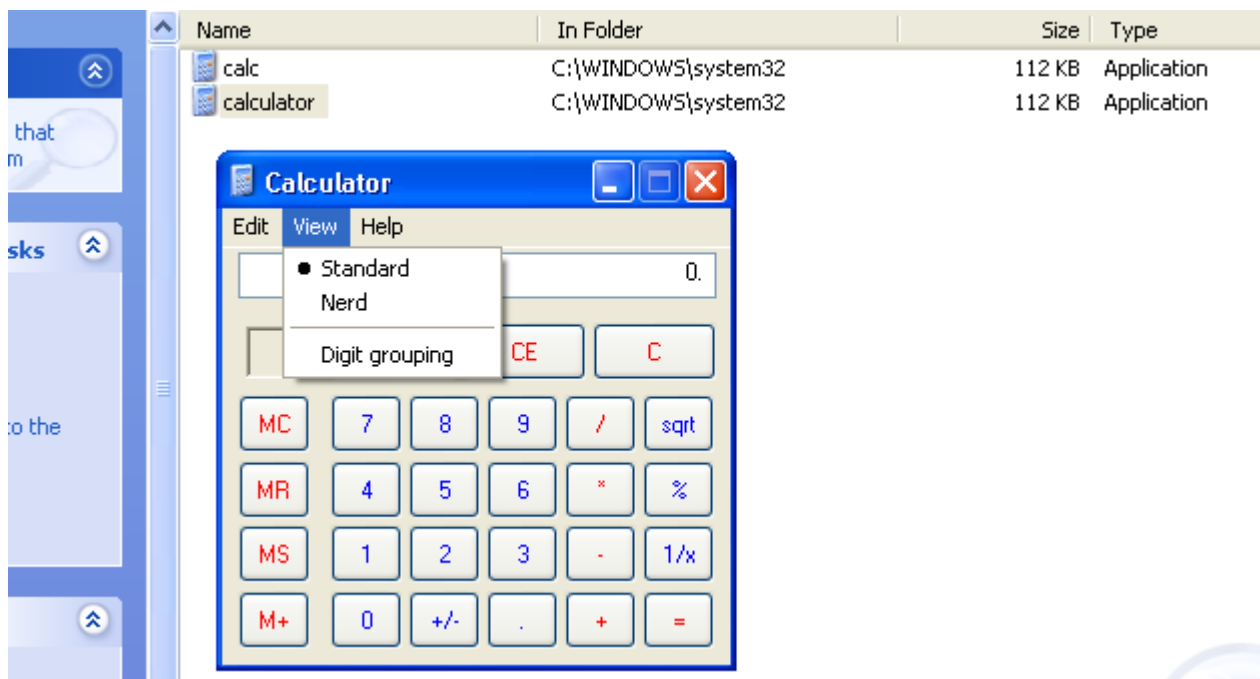 Name In Folder Size Type
calc C:\WINDOWS\system32 112 KB Application
calculator C:\WINDOWS\system32 112 KB Application
that
m
Calculator
Edit View Help
sks
Standard 0.
Nerd
Digit grouping CE C
to the
MC 7 8 9 / sqrt
MR 4 5 6 * %
MS 1 2 3 - 1/x
M+ 0 +/- . + =